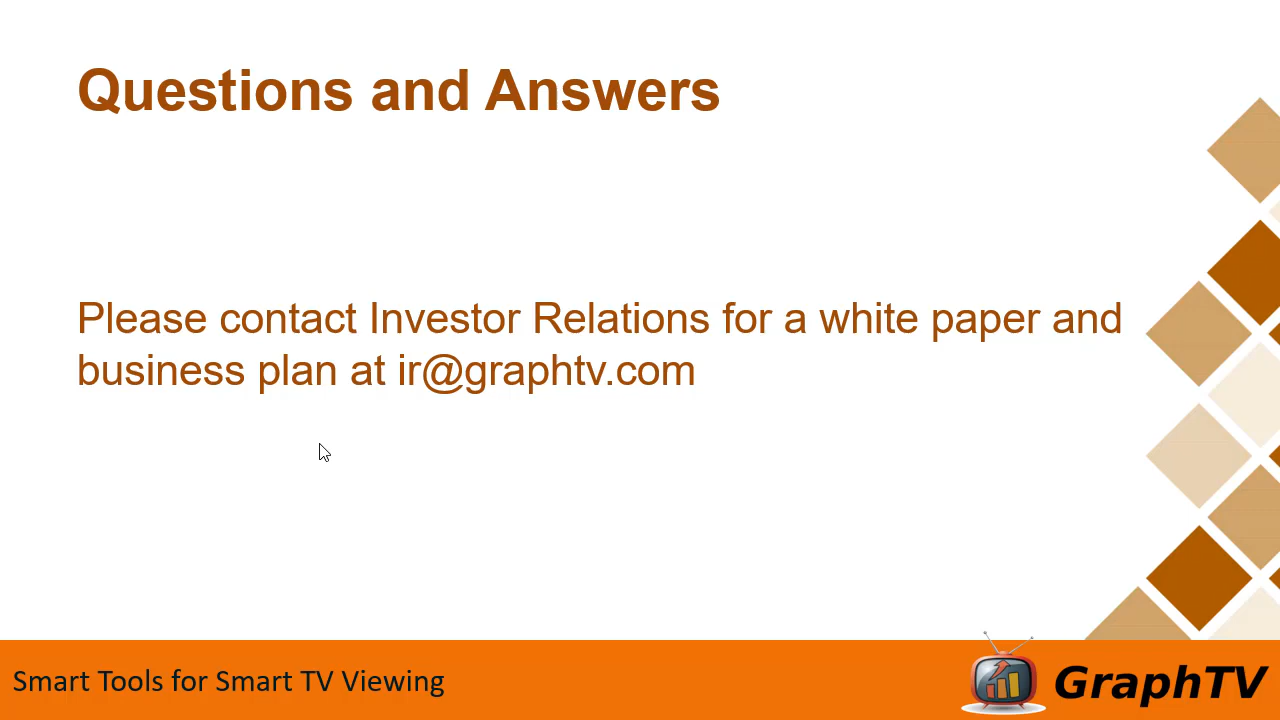 Questions and Answers
Please contact Investor Relations for a white paper and
business plan at ir@graphtv.com
Smart Tools for Smart TV Viewing
GraphTV